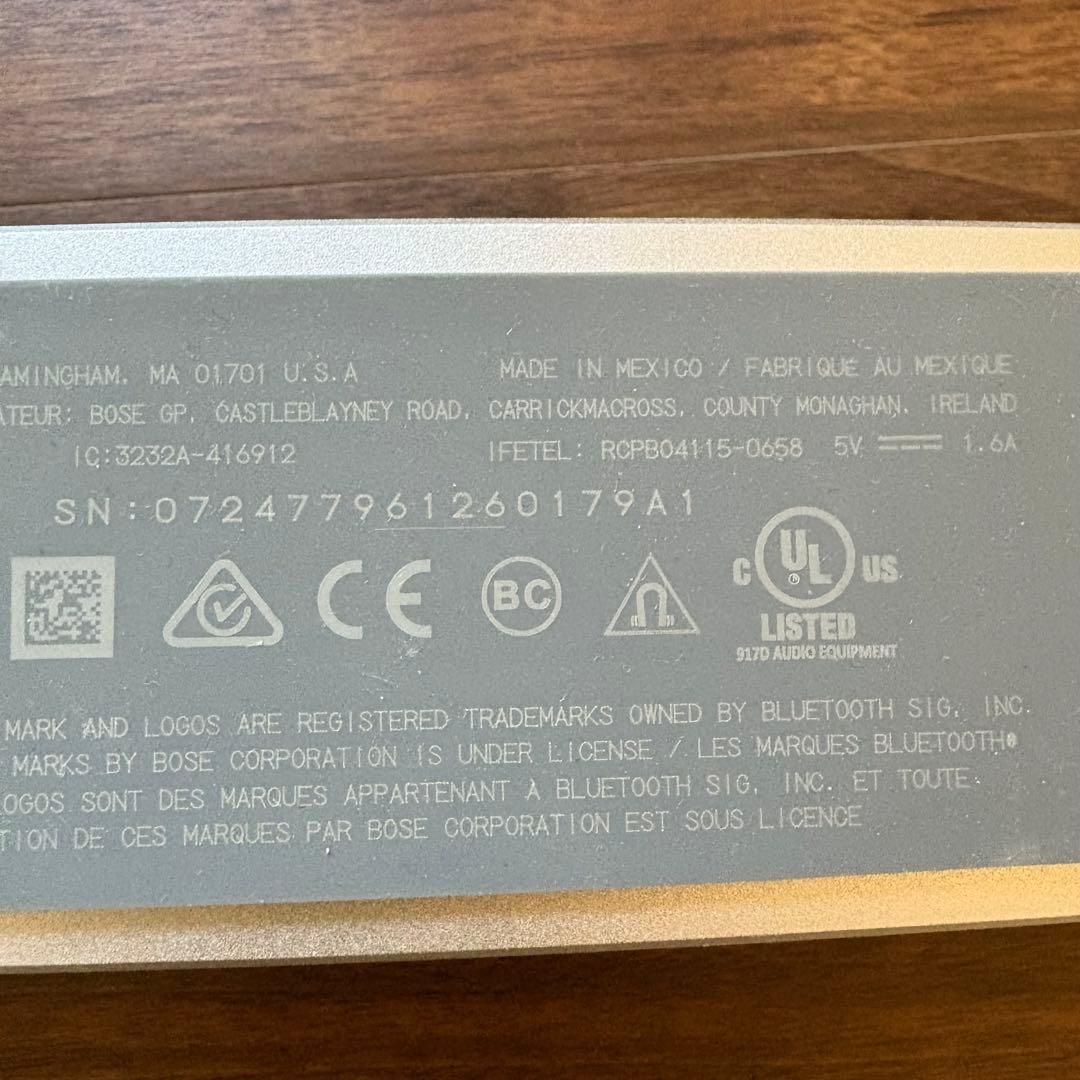 AMINGHAM, MA 01701 U.S.A MADE IN MEXICO / FABRIQUE AU MEXIQUE
ATEUR: BOSE GP, CASTLEBLAYNEY ROAD, CARRICKMACROSS, COUNTY MONAGHAN, IRELAND
IC:3232A-416912 IFETEL: RCPB04115-0658 5V 1.6A
SN:072477961260179A1
CE BC C UL US
LISTED
917D AUDIO EQUIPMENT
MARK AND LOGOS ARE REGISTERED TRADEMARKS OWNED BY BLUETOOTH SIG, INC.
MARKS BY BOSE CORPORATION IS UNDER LICENSE / LES MARQUES BLUETOOTH®
OGOS SONT DES MARQUES APPARTENANT À BLUETOOTH SIG, INC. ET TOUTE
TION DE CES MARQUES PAR BOSE CORPORATION EST SOUS LICENCE